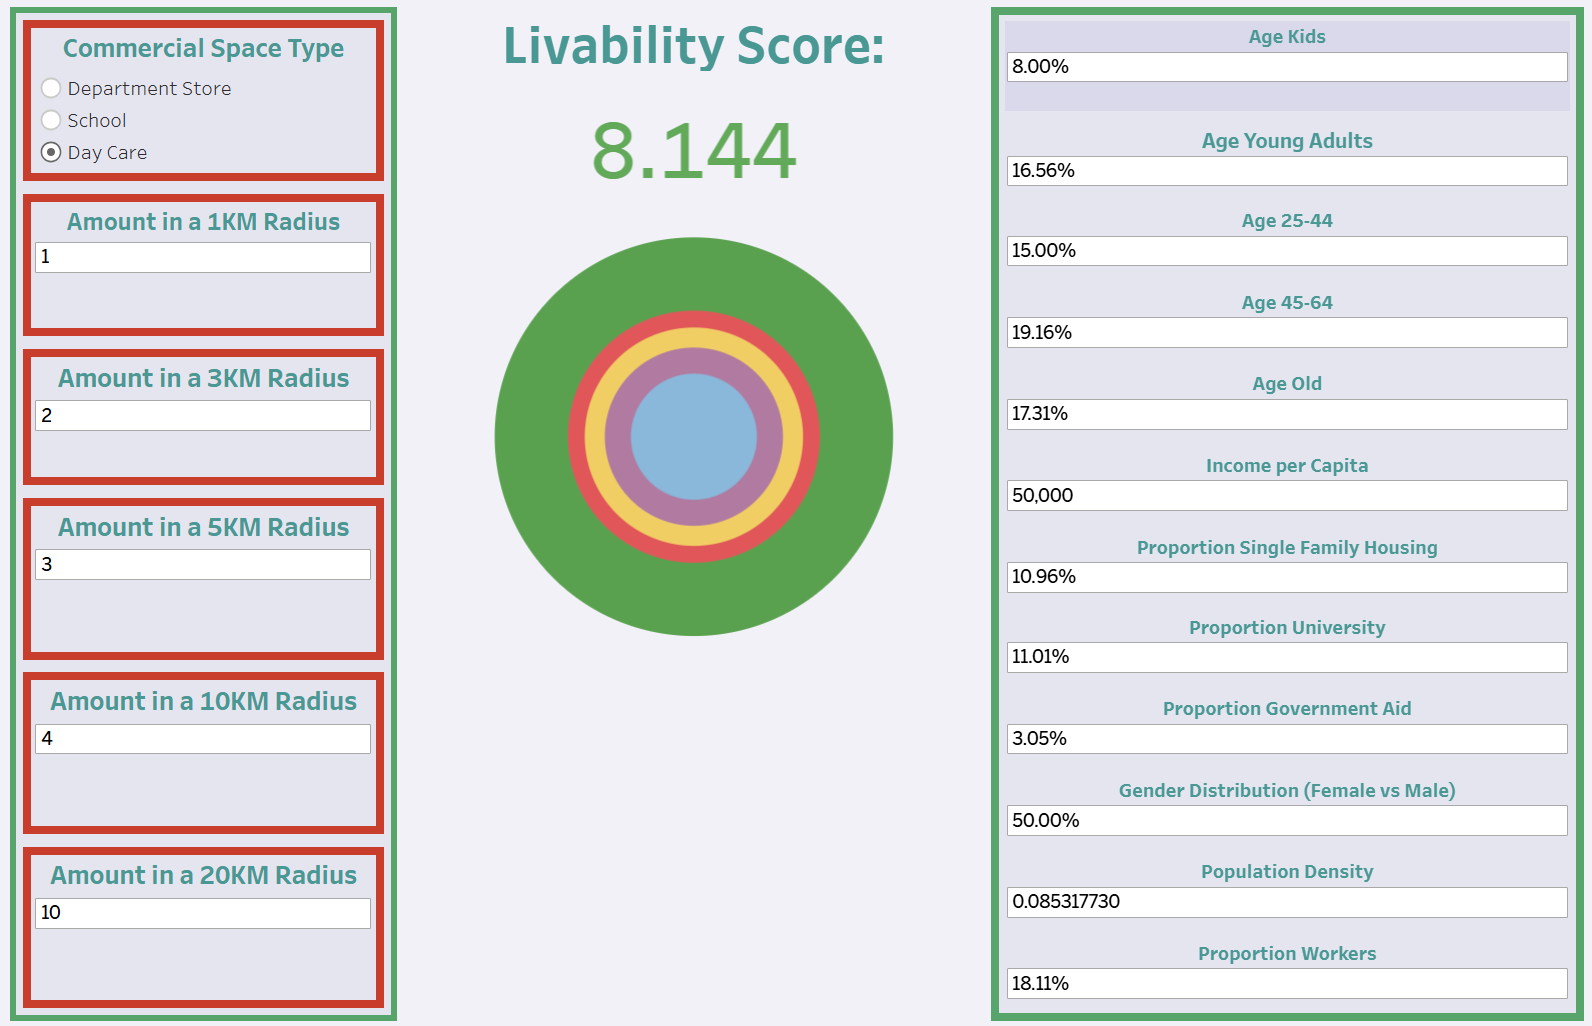 Commercial Space Type
Department Store
School
Day Care
Amount in a 1KM Radius
1
Amount in a 3KM Radius
2
Amount in a 5KM Radius
3
Amount in a 10KM Radius
4
Amount in a 20KM Radius
10
Livability Score:
8.144
Age Kids
8.00%
Age Young Adults
16.56%
Age 25-44
15.00%
Age 45-64
19.16%
Age Old
17.31%
Income per Capita
50,000
Proportion Single Family Housing
10.96%
Proportion University
11.01%
Proportion Government Aid
3.05%
Gender Distribution (Female vs Male)
50.00%
Population Density
0.085317730
Proportion Workers
18.11%